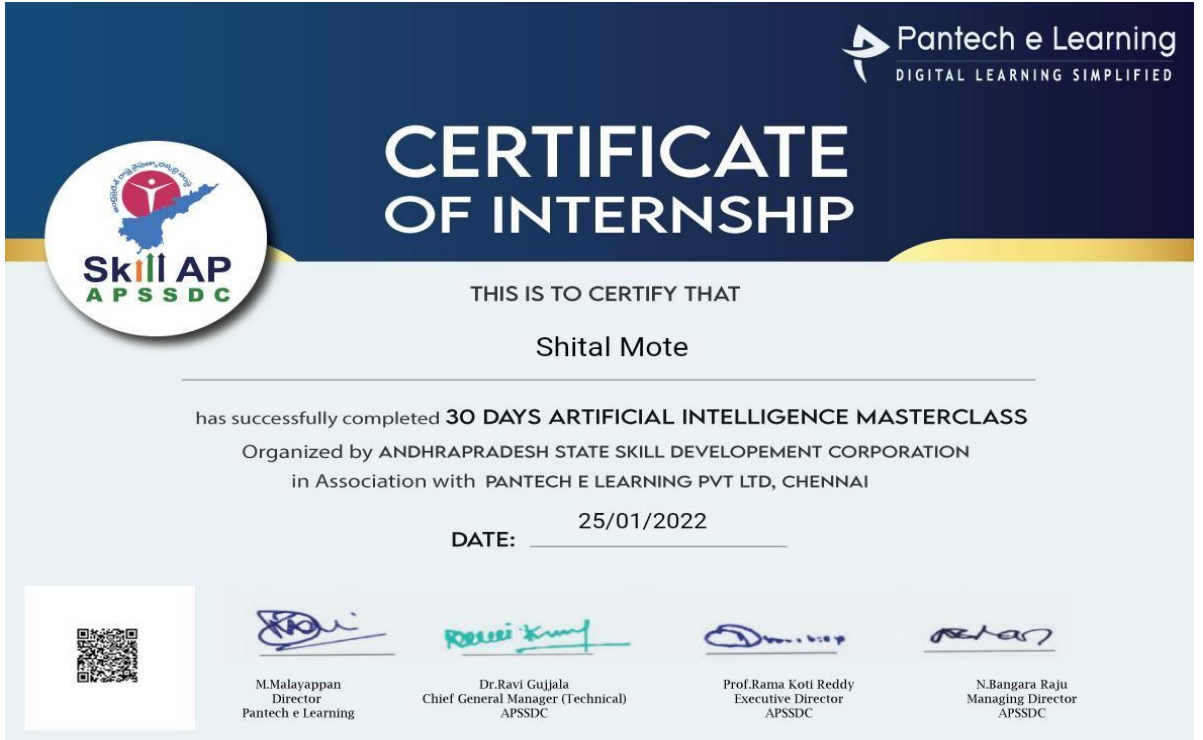 Pantech e Learning
DIGITAL LEARNING SIMPLIFIED
CERTIFICATE
OF INTERNSHIP
Skill AP
APSSDC
THIS IS TO CERTIFY THAT
Shital Mote
has successfully completed 30 DAYS ARTIFICIAL INTELLIGENCE MASTERCLASS
Organized by ANDHRAPRADESH STATE SKILL DEVELOPEMENT CORPORATION
in Association with PANTECH E LEARNING PVT LTD, CHENNAI
25/01/2022
DATE:
M.Malayappan
Director
Pantech e Learning
Dr.Ravi Gujjala
Chief General Manager (Technical)
APSSDC
Prof.Rama Koti Reddy
Executive Director
APSSDC
N.Bangara Raju
Managing Director
APSSDC